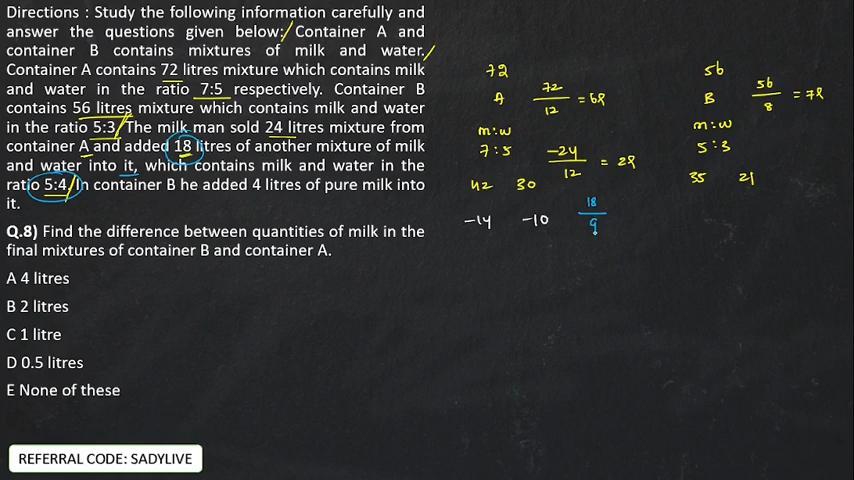 Directions : Study the following information carefully and
answer the questions given below: Container A and
container B contains mixtures of milk and water.
Container A contains 72 litres mixture which contains milk
and water in the ratio 7:5 respectively. Container B
contains 56 litres mixture which contains milk and water
in the ratio 5:3. The milk man sold 24 litres mixture from
container A and added 18 litres of another mixture of milk
and water into it, which contains milk and water in the
ratio 5:4. In container B he added 4 litres of pure milk into
it.
Q.8) Find the difference between quantities of milk in the
final mixtures of container B and container A.
A 4 litres
B 2 litres
C 1 litre
D 0.5 litres
E None of these
REFERRAL CODE: SADYLIVE
72
A 72/12 = 6R
m:w
7:5 -24/12 = 2R
42 30
-14 -10 18/9
56
B 56/8 = 7R
m:w
5:3
35 21